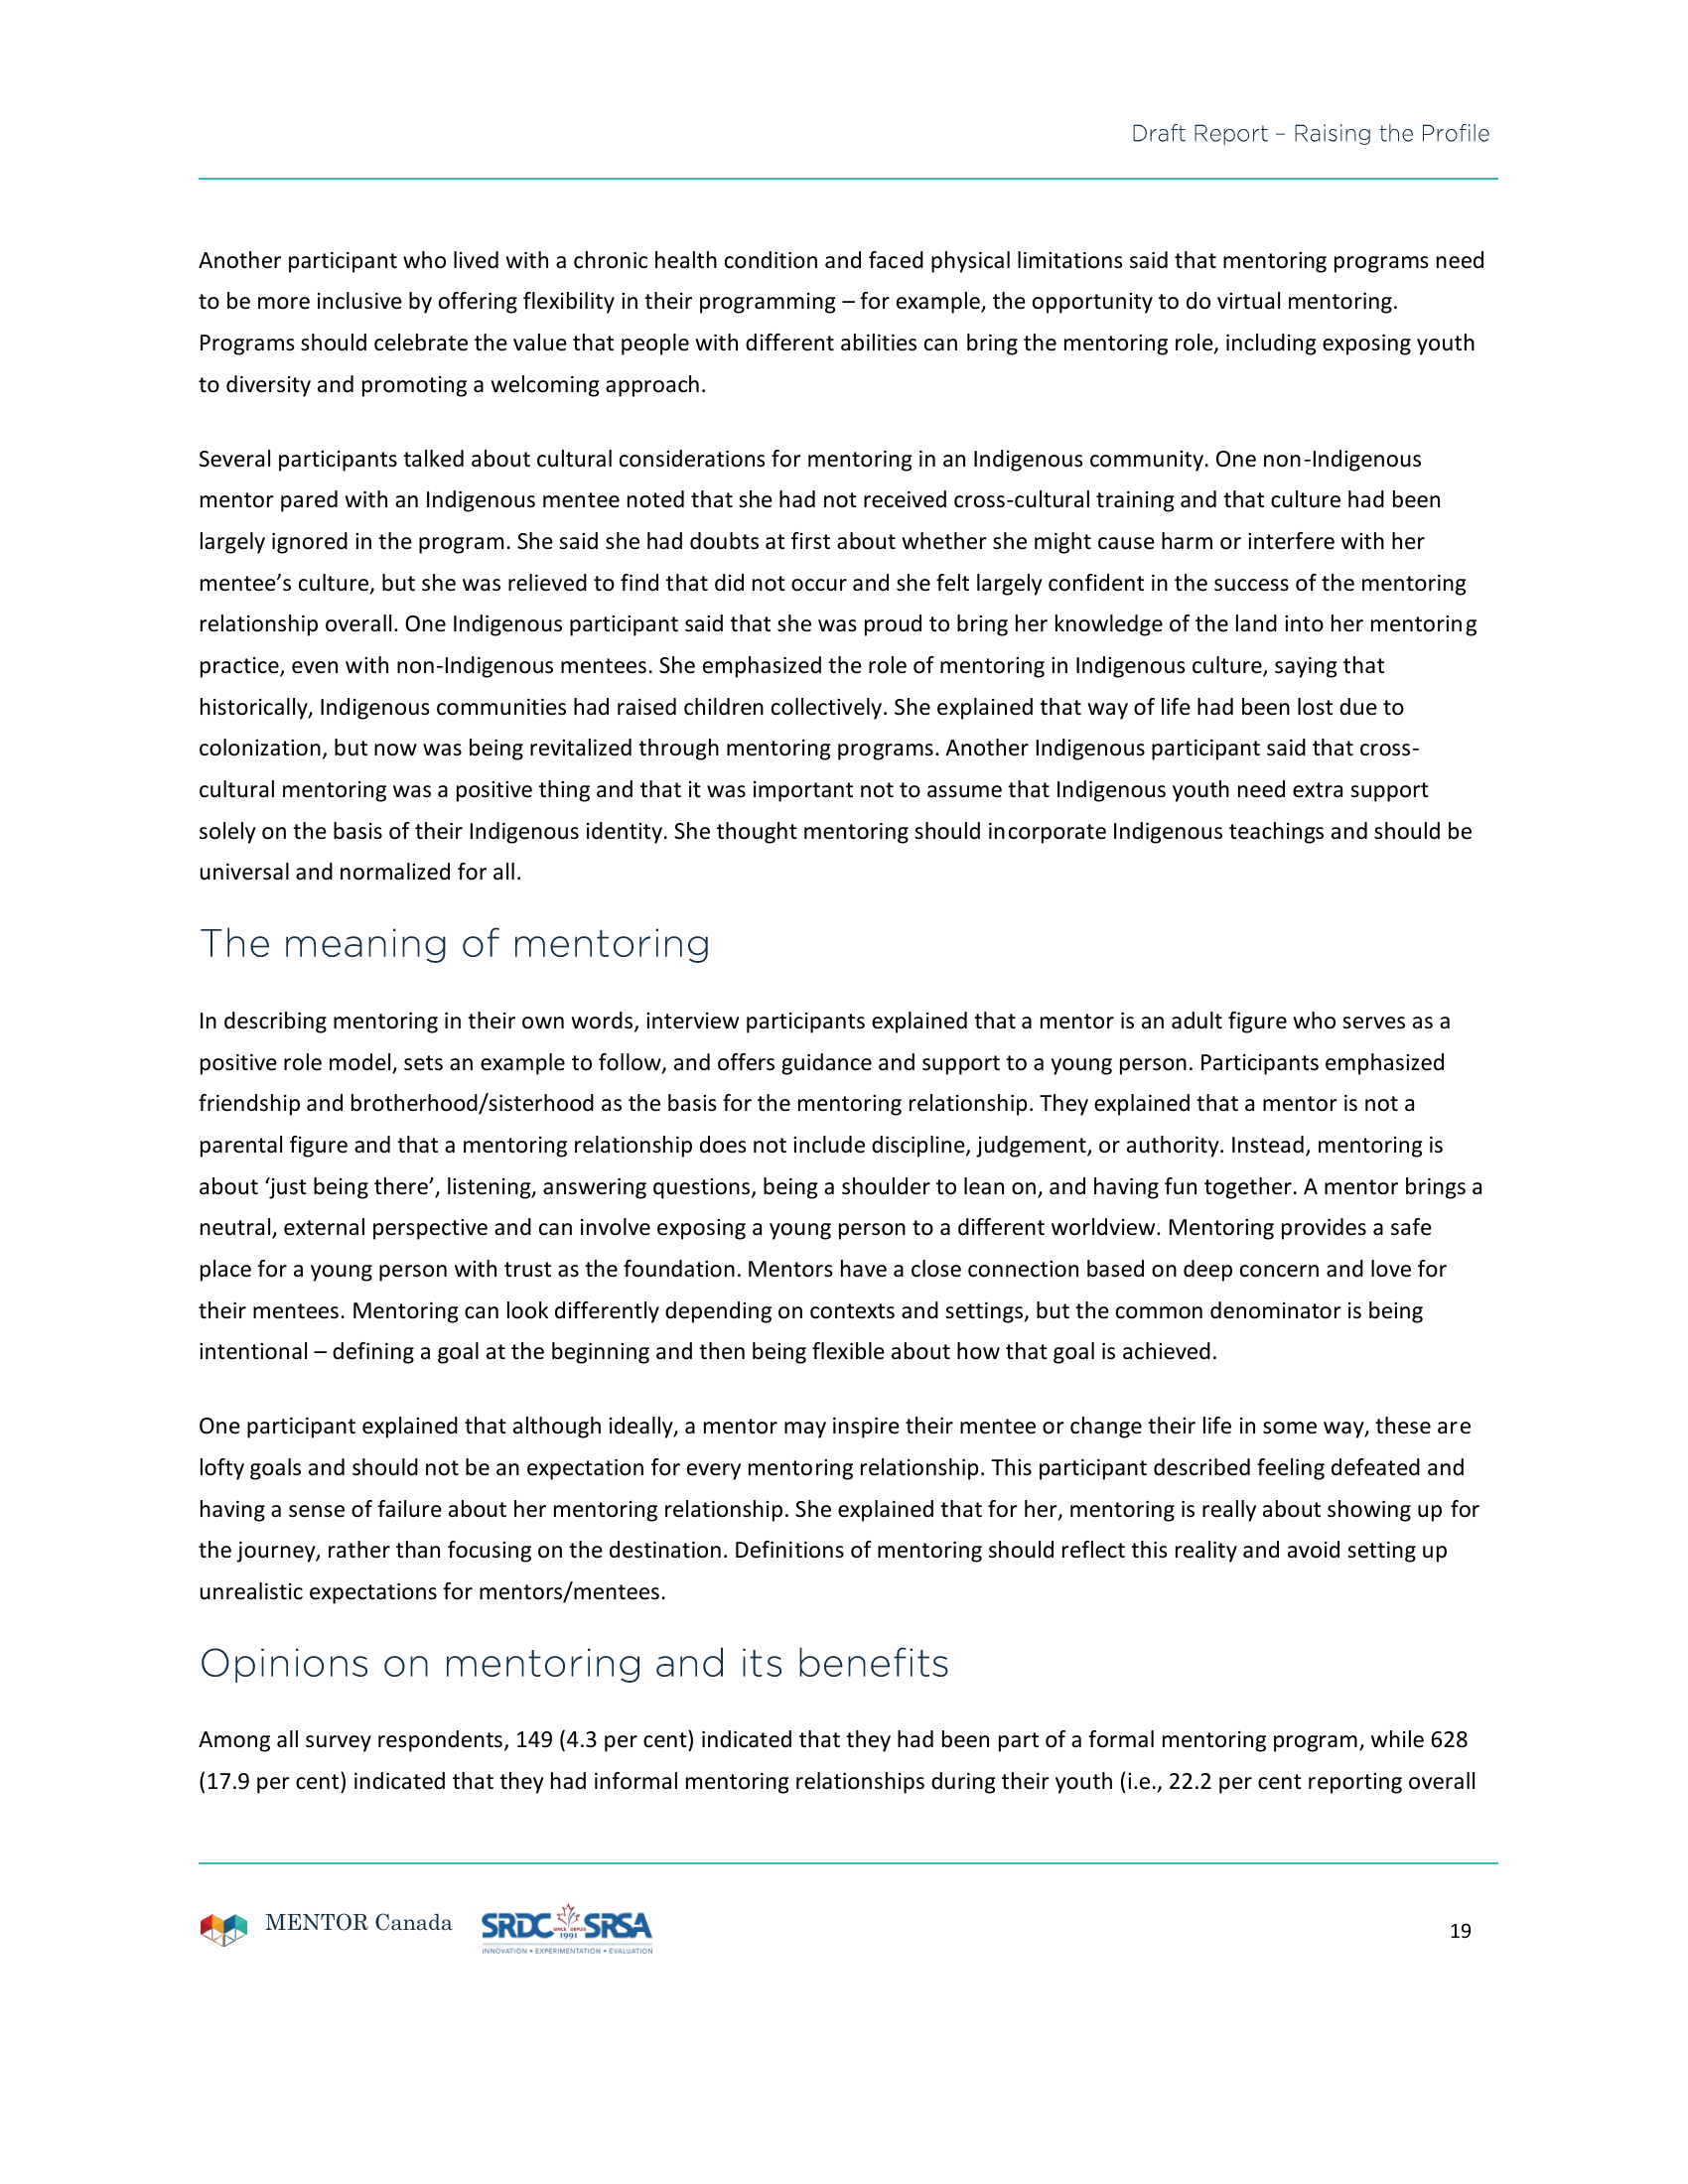 Draft Report – Raising the Profile
Another participant who lived with a chronic health condition and faced physical limitations said that mentoring programs need
to be more inclusive by offering flexibility in their programming – for example, the opportunity to do virtual mentoring.
Programs should celebrate the value that people with different abilities can bring the mentoring role, including exposing youth
to diversity and promoting a welcoming approach.
Several participants talked about cultural considerations for mentoring in an Indigenous community. One non-Indigenous
mentor pared with an Indigenous mentee noted that she had not received cross-cultural training and that culture had been
largely ignored in the program. She said she had doubts at first about whether she might cause harm or interfere with her
mentee’s culture, but she was relieved to find that did not occur and she felt largely confident in the success of the mentoring
relationship overall. One Indigenous participant said that she was proud to bring her knowledge of the land into her mentoring
practice, even with non-Indigenous mentees. She emphasized the role of mentoring in Indigenous culture, saying that
historically, Indigenous communities had raised children collectively. She explained that way of life had been lost due to
colonization, but now was being revitalized through mentoring programs. Another Indigenous participant said that cross-
cultural mentoring was a positive thing and that it was important not to assume that Indigenous youth need extra support
solely on the basis of their Indigenous identity. She thought mentoring should incorporate Indigenous teachings and should be
universal and normalized for all.
The meaning of mentoring
In describing mentoring in their own words, interview participants explained that a mentor is an adult figure who serves as a
positive role model, sets an example to follow, and offers guidance and support to a young person. Participants emphasized
friendship and brotherhood/sisterhood as the basis for the mentoring relationship. They explained that a mentor is not a
parental figure and that a mentoring relationship does not include discipline, judgement, or authority. Instead, mentoring is
about ‘just being there’, listening, answering questions, being a shoulder to lean on, and having fun together. A mentor brings a
neutral, external perspective and can involve exposing a young person to a different worldview. Mentoring provides a safe
place for a young person with trust as the foundation. Mentors have a close connection based on deep concern and love for
their mentees. Mentoring can look differently depending on contexts and settings, but the common denominator is being
intentional – defining a goal at the beginning and then being flexible about how that goal is achieved.
One participant explained that although ideally, a mentor may inspire their mentee or change their life in some way, these are
lofty goals and should not be an expectation for every mentoring relationship. This participant described feeling defeated and
having a sense of failure about her mentoring relationship. She explained that for her, mentoring is really about showing up for
the journey, rather than focusing on the destination. Definitions of mentoring should reflect this reality and avoid setting up
unrealistic expectations for mentors/mentees.
Opinions on mentoring and its benefits
Among all survey respondents, 149 (4.3 per cent) indicated that they had been part of a formal mentoring program, while 628
(17.9 per cent) indicated that they had informal mentoring relationships during their youth (i.e., 22.2 per cent reporting overall
MENTOR Canada
SRDC SINCE DEPUIS 1991 SRSA
INNOVATION • EXPERIMENTATION • EVALUATION
19